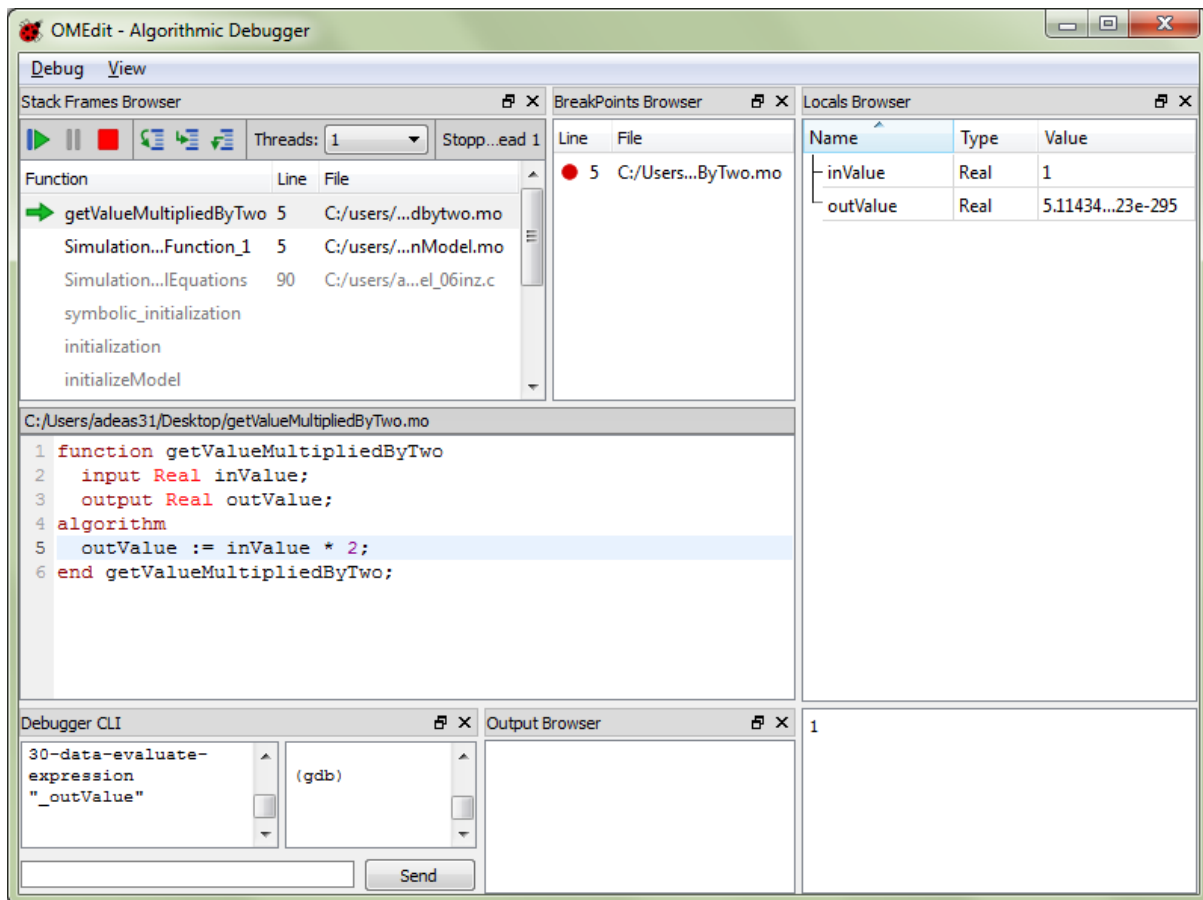 OMEdit - Algorithmic Debugger
Debug View
Stack Frames Browser
Threads: 1 Stopp...ead 1
Function Line File
getValueMultipliedByTwo 5 C:/users/...dbytwo.mo
Simulation...Function_1 5 C:/users/...nModel.mo
Simulation...lEquations 90 C:/users/a...el_06inz.c
symbolic_initialization
initialization
initializeModel
BreakPoints Browser
Line File
5 C:/Users...ByTwo.mo
Locals Browser
Name Type Value
inValue Real 1
outValue Real 5.11434...23e-295
C:/Users/adeas31/Desktop/getValueMultipliedByTwo.mo
1 function getValueMultipliedByTwo
2 input Real inValue;
3 output Real outValue;
4 algorithm
5 outValue := inValue * 2;
6 end getValueMultipliedByTwo;
Debugger CLI
30-data-evaluate-
expression
"_outValue"
(gdb)
Send
Output Browser
1